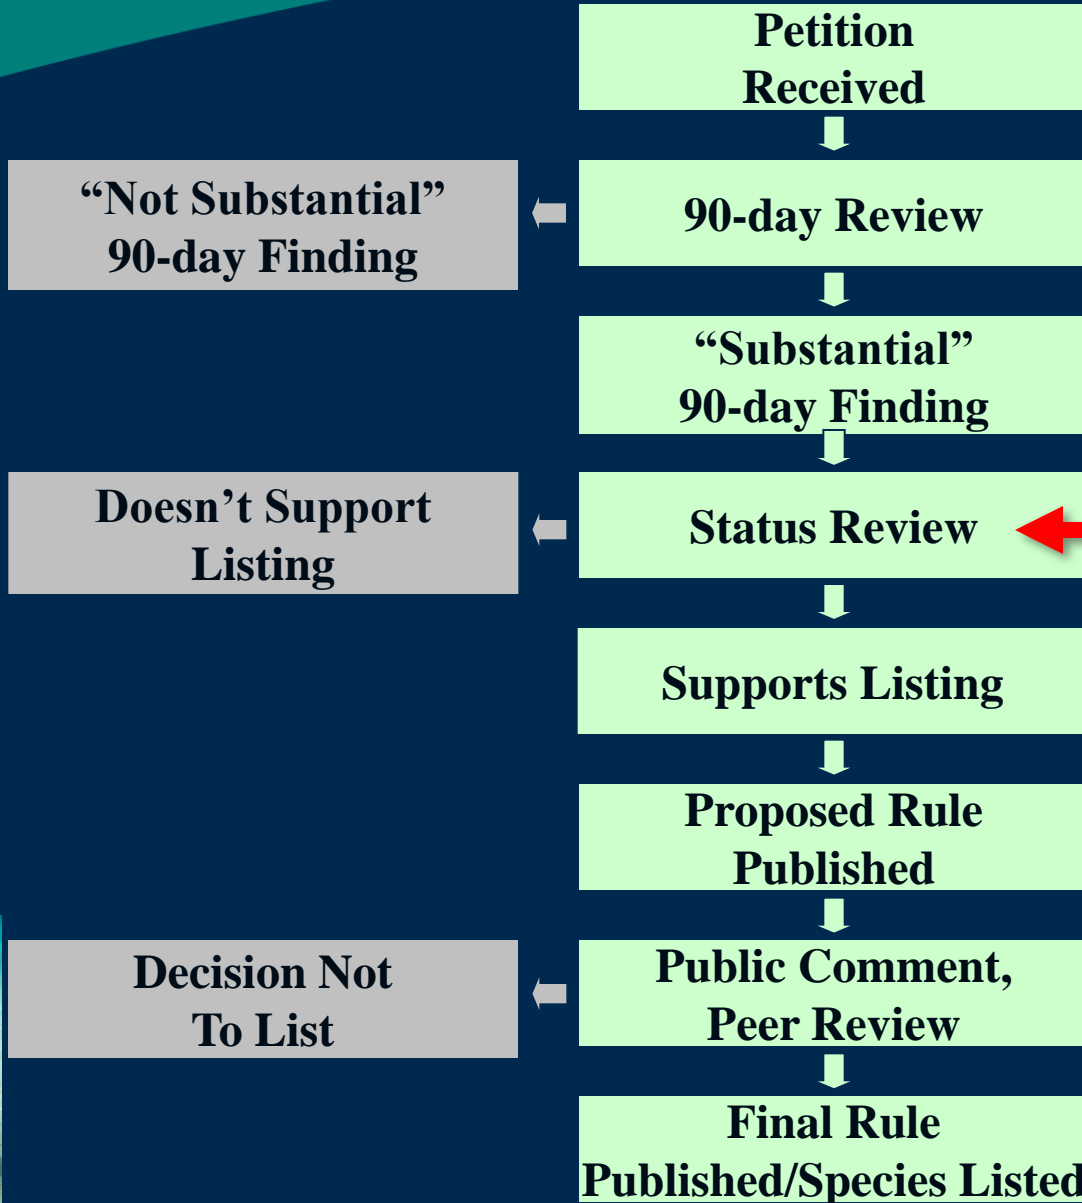 Petition
Received
“Not Substantial”
90-day Finding
90-day Review
“Substantial”
90-day Finding
Doesn’t Support
Listing
Status Review
Supports Listing
Proposed Rule
Published
Decision Not
To List
Public Comment,
Peer Review
Final Rule
Published/Species Listed